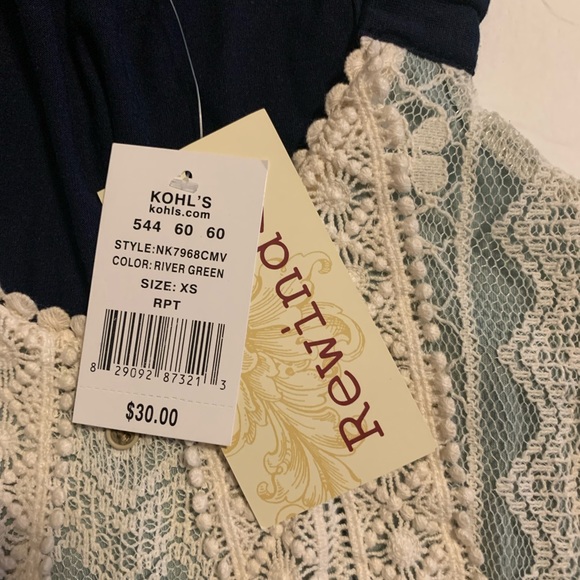 KOHL'S
kohls.com
544 60 60
STYLE:NK7968CMV
COLOR:RIVER GREEN
SIZE: XS
RPT
8 29092 87321 3
$30.00
Rewind